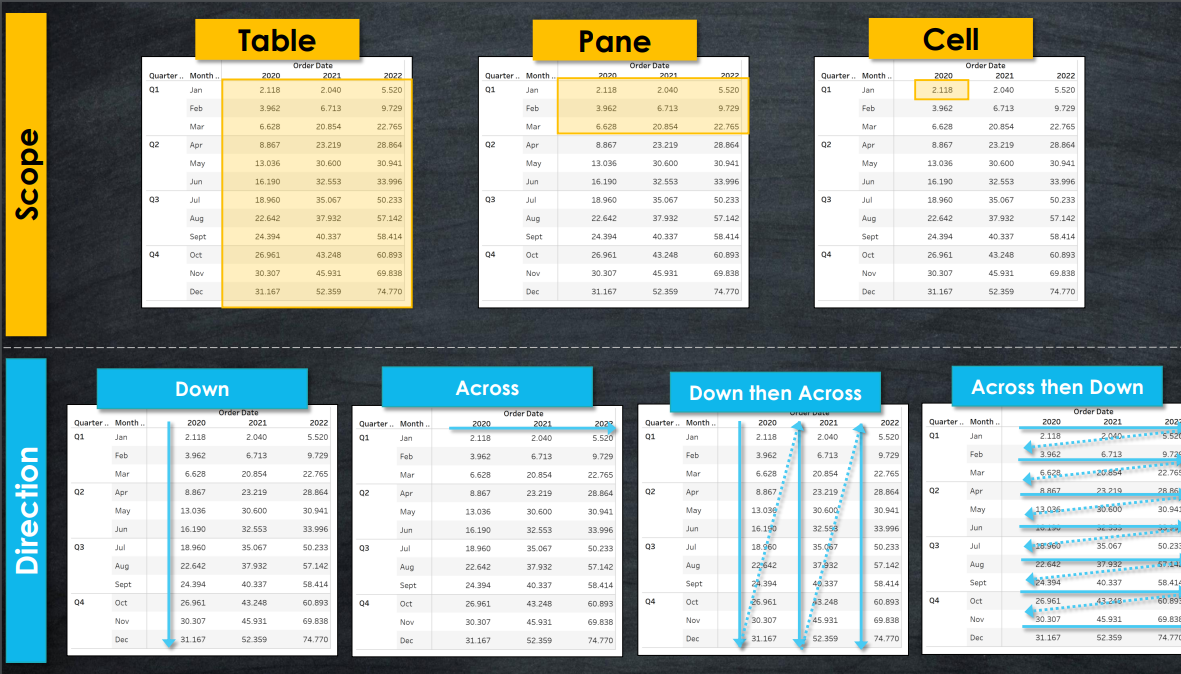 Scope
Table
Order Date
Quarter .. Month .. 2020 2021 2022
Q1 Jan 2.118 2.040 5.520
Feb 3.962 6.713 9.729
Mar 6.628 20.854 22.765
Q2 Apr 8.867 23.219 28.864
May 13.036 30.600 30.941
Jun 16.190 32.553 33.996
Q3 Jul 18.960 35.067 50.233
Aug 22.642 37.932 57.142
Sept 24.394 40.337 58.414
Q4 Oct 26.961 43.248 60.893
Nov 30.307 45.931 69.838
Dec 31.167 52.359 74.770
Pane
Order Date
Quarter .. Month .. 2020 2021 2022
Q1 Jan 2.118 2.040 5.520
Feb 3.962 6.713 9.729
Mar 6.628 20.854 22.765
Q2 Apr 8.867 23.219 28.864
May 13.036 30.600 30.941
Jun 16.190 32.553 33.996
Q3 Jul 18.960 35.067 50.233
Aug 22.642 37.932 57.142
Sept 24.394 40.337 58.414
Q4 Oct 26.961 43.248 60.893
Nov 30.307 45.931 69.838
Dec 31.167 52.359 74.770
Cell
Order Date
Quarter .. Month .. 2020 2021 2022
Q1 Jan 2.118 2.040 5.520
Feb 3.962 6.713 9.729
Mar 6.628 20.854 22.765
Q2 Apr 8.867 23.219 28.864
May 13.036 30.600 30.941
Jun 16.190 32.553 33.996
Q3 Jul 18.960 35.067 50.233
Aug 22.642 37.932 57.142
Sept 24.394 40.337 58.414
Q4 Oct 26.961 43.248 60.893
Nov 30.307 45.931 69.838
Dec 31.167 52.359 74.770
Direction
Down
Order Date
Quarter .. Month .. 2020 2021 2022
Q1 Jan 2.118 2.040 5.520
Feb 3.962 6.713 9.729
Mar 6.628 20.854 22.765
Q2 Apr 8.867 23.219 28.864
May 13.036 30.600 30.941
Jun 16.190 32.553 33.996
Q3 Jul 18.960 35.067 50.233
Aug 22.642 37.932 57.142
Sept 24.394 40.337 58.414
Q4 Oct 26.961 43.248 60.893
Nov 30.307 45.931 69.838
Dec 31.167 52.359 74.770
Across
Order Date
Quarter .. Month .. 2020 2021 2022
Q1 Jan 2.118 2.040 5.520
Feb 3.962 6.713 9.729
Mar 6.628 20.854 22.765
Q2 Apr 8.867 23.219 28.864
May 13.036 30.600 30.941
Jun 16.190 32.553 33.996
Q3 Jul 18.960 35.067 50.233
Aug 22.642 37.932 57.142
Sept 24.394 40.337 58.414
Q4 Oct 26.961 43.248 60.893
Nov 30.307 45.931 69.838
Dec 31.167 52.359 74.770
Down then Across
Order Date
Quarter .. Month .. 2020 2021 2022
Q1 Jan 2.118 2.040 5.520
Feb 3.962 6.713 9.729
Mar 6.628 20.854 22.765
Q2 Apr 8.867 23.219 28.864
May 13.036 30.600 30.941
Jun 16.190 32.553 33.996
Q3 Jul 18.960 35.067 50.233
Aug 22.642 37.932 57.142
Sept 24.394 40.337 58.414
Q4 Oct 26.961 43.248 60.893
Nov 30.307 45.931 69.838
Dec 31.167 52.359 74.770
Across then Down
Order Date
Quarter .. Month .. 2020 2021
Q1 Jan 2.118 2.040
Feb 3.962 6.713
Mar 6.628 20.854
Q2 Apr 8.867 23.219
May 13.036 30.600
Jun 16.190 32.553
Q3 Jul 18.960 35.067
Aug 22.642 37.932
Sept 24.394 40.337
Q4 Oct 26.961 43.248
Nov 30.307 45.931
Dec 31.167 52.359